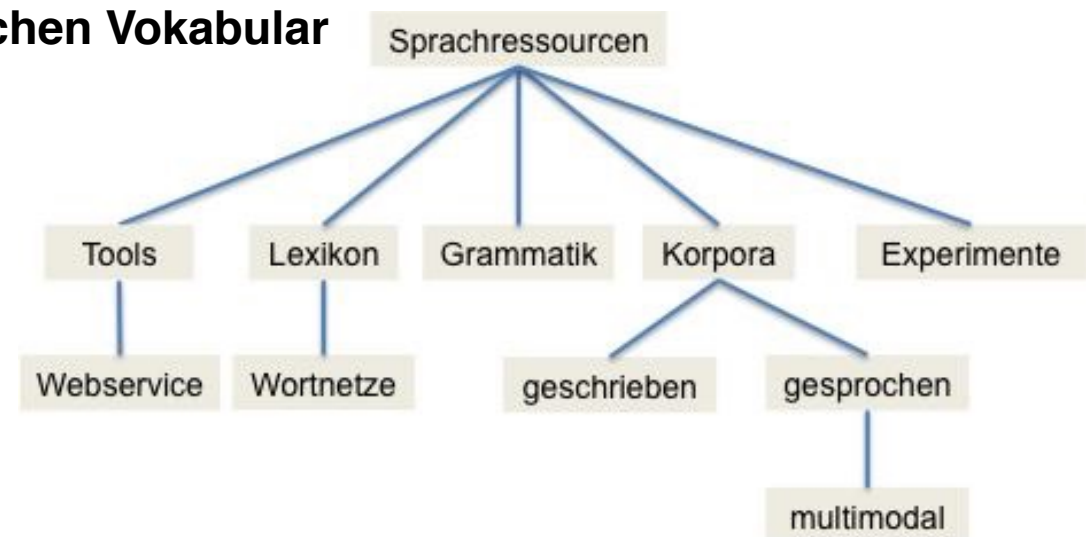 chen Vokabular
Sprachressourcen
Tools
Lexikon
Grammatik
Korpora
Experimente
Webservice
Wortnetze
geschrieben
gesprochen
multimodal